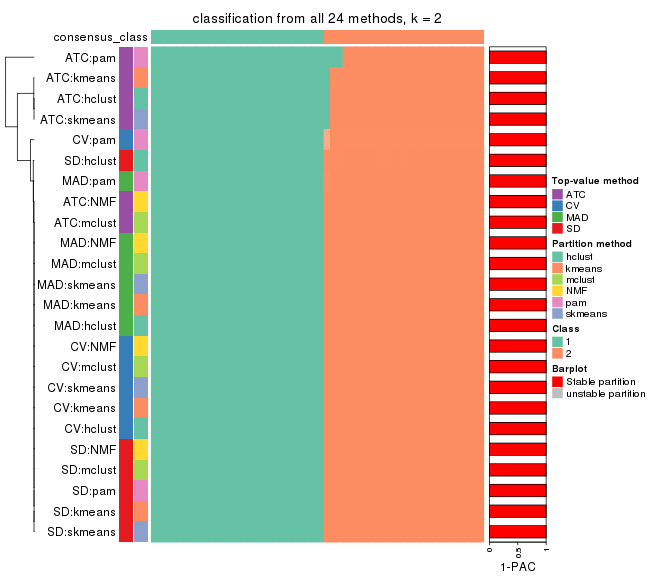 classification from all 24 methods, k = 2
consensus_class
ATC:pam
ATC:kmeans
ATC:hclust
ATC:skmeans
CV:pam
SD:hclust
MAD:pam
ATC:NMF
ATC:mclust
MAD:NMF
MAD:mclust
MAD:skmeans
MAD:kmeans
MAD:hclust
CV:NMF
CV:mclust
CV:skmeans
CV:kmeans
CV:hclust
SD:NMF
SD:mclust
SD:pam
SD:kmeans
SD:skmeans
0
0.5
1
1-PAC
Top-value method
ATC
CV
MAD
SD
Partition method
hclust
kmeans
mclust
NMF
pam
skmeans
Class
1
2
Barplot
Stable partition
unstable partition